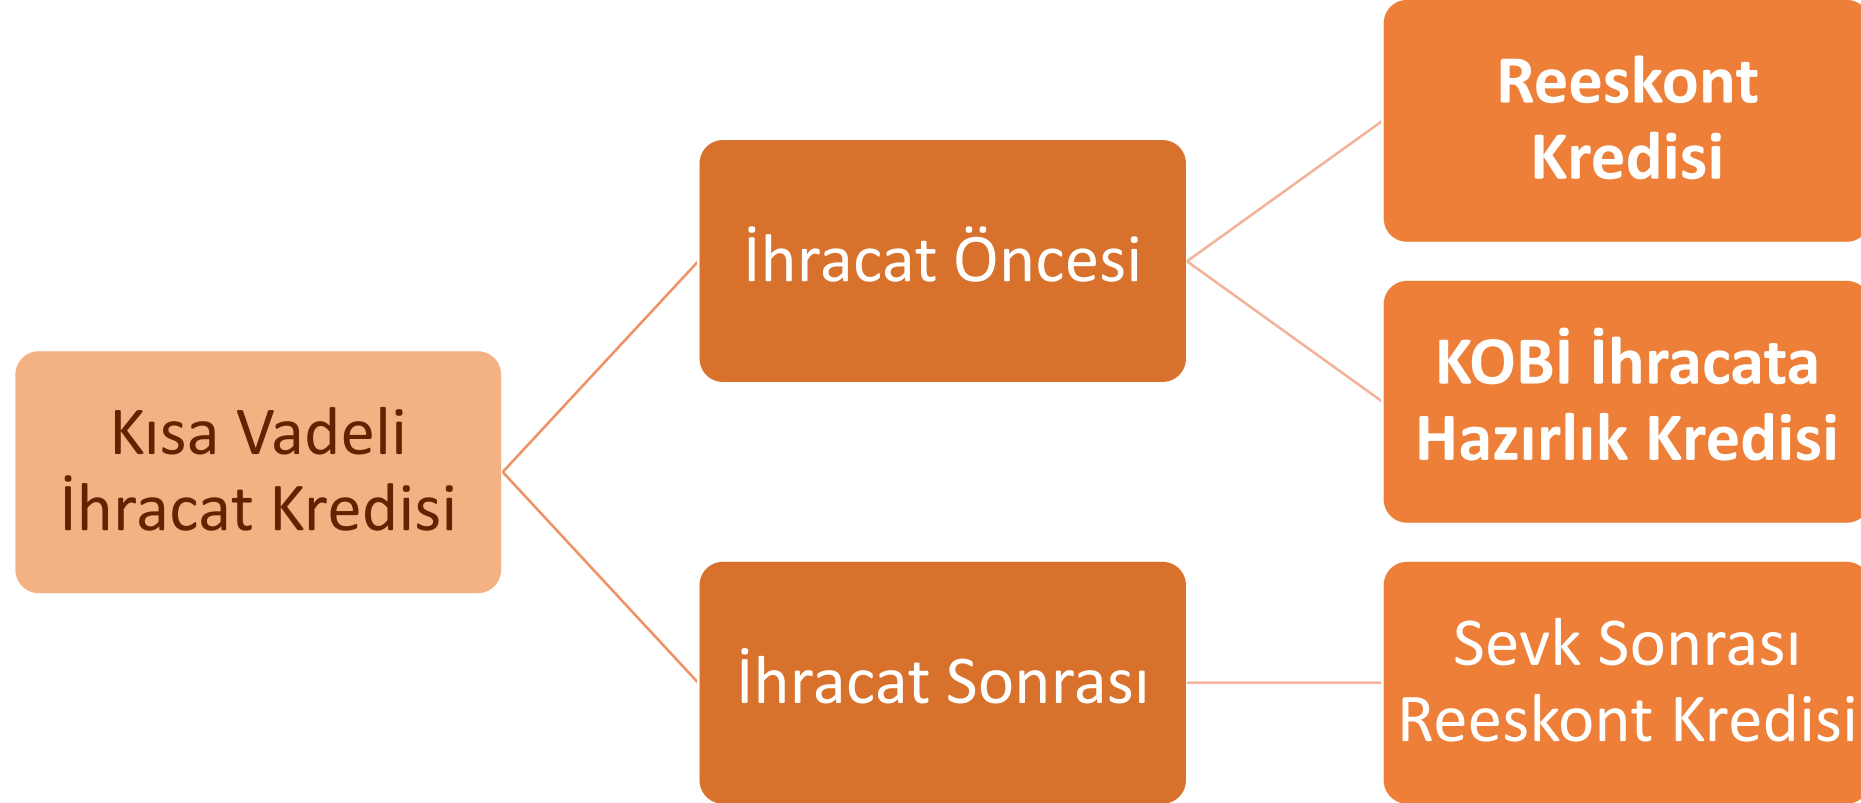 Kısa Vadeli
İhracat Kredisi
İhracat Öncesi
Reeskont
Kredisi
KOBİ İhracata
Hazırlık Kredisi
İhracat Sonrası
Sevk Sonrası
Reeskont Kredisi